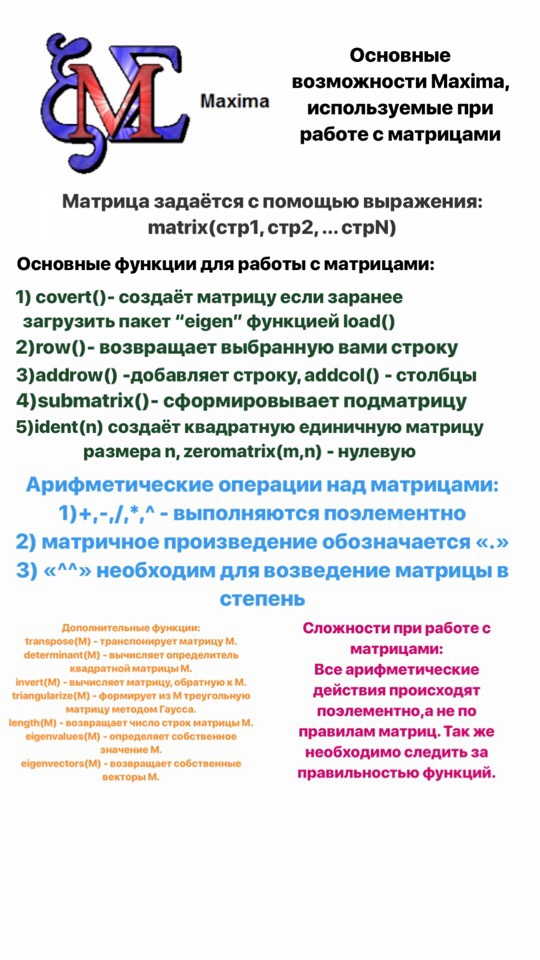 Maxima
Основные
возможности Maxima,
используемые при
работе с матрицами
Матрица задаётся с помощью выражения:
matrix(стр1, стр2, ... стрN)
Основные функции для работы с матрицами:
1) covert()- создаёт матрицу если заранее
загрузить пакет “eigen” функцией load()
2)row()- возвращает выбранную вами строку
3)addrow() -добавляет строку, addcol() - столбцы
4)submatrix()- сформировывает подматрицу
5)ident(n) создаёт квадратную единичную матрицу
размера n, zeromatrix(m,n) - нулевую
Арифметические операции над матрицами:
1)+,-,/,*,^ - выполняются поэлементно
2) матричное произведение обозначается «.»
3) «^^» необходим для возведение матрицы в
степень
Дополнительные функции:
transpose(M) - транспонирует матрицу M.
determinant(M) - вычисляет определитель
квадратной матрицы M.
invert(M) - вычисляет матрицу, обратную к M.
triangularize(M) - формирует из M треугольную
матрицу методом Гаусса.
length(M) - возвращает число строк матрицы M.
eigenvalues(M) - определяет собственное
значение M.
eigenvectors(M) - возвращает собственные
векторы M.
Сложности при работе с
матрицами:
Все арифметические
действия происходят
поэлементно,а не по
правилам матриц. Так же
необходимо следить за
правильностью функций.